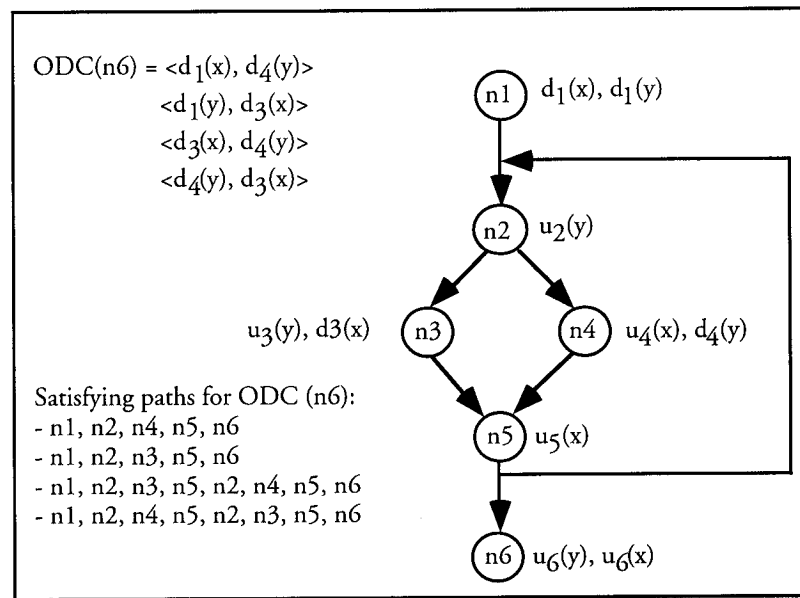 ODC(n6) = <d1(x), d4(y)>
<d1(y), d3(x)>
<d3(x), d4(y)>
<d4(y), d3(x)>
n1 d1(x), d1(y)
n2 u2(y)
u3(y), d3(x) n3
n4 u4(x), d4(y)
n5 u5(x)
n6 u6(y), u6(x)
Satisfying paths for ODC (n6):
- n1, n2, n4, n5, n6
- n1, n2, n3, n5, n6
- n1, n2, n3, n5, n2, n4, n5, n6
- n1, n2, n4, n5, n2, n3, n5, n6